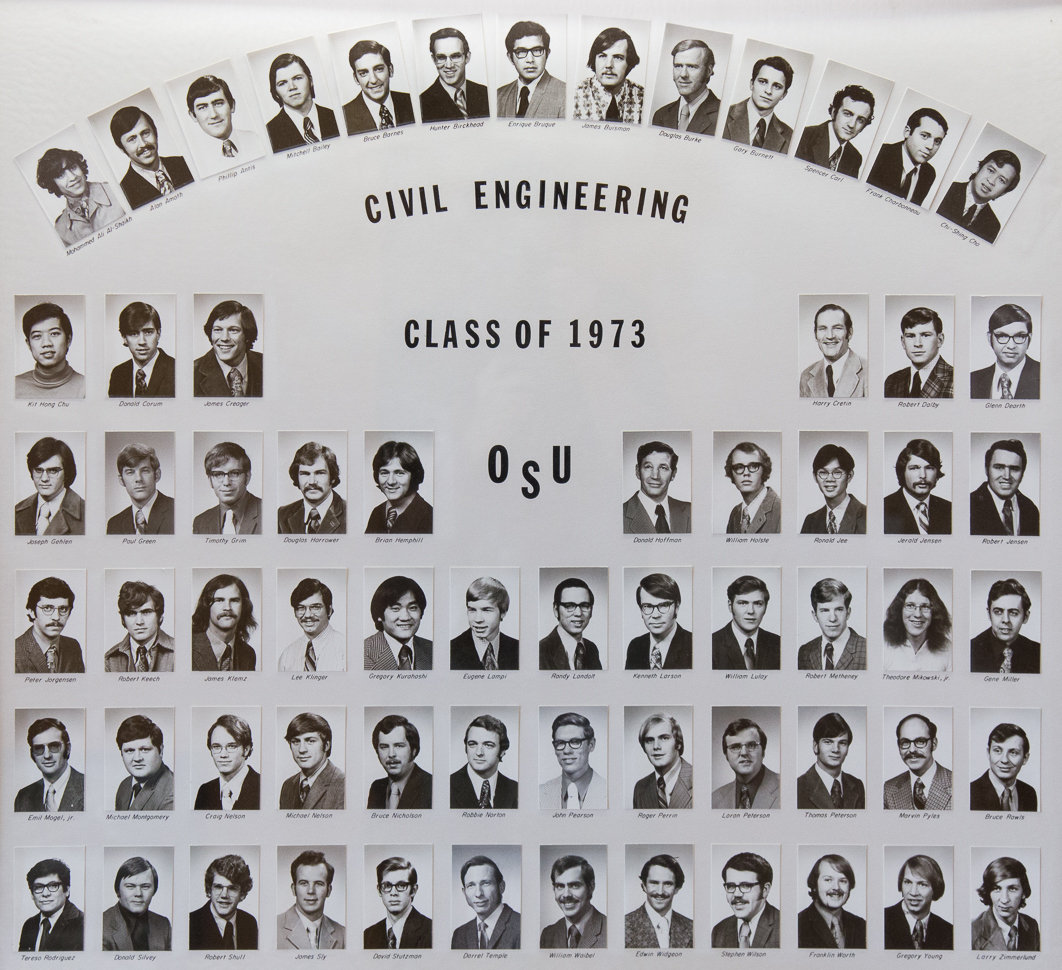 Mohammed Ali Al-Shaikh
Alan Amoth
Phillip Antis
Mitchell Bailey
Bruce Barnes
Hunter Birckhead
Enrique Bruque
James Buisman
Douglas Burke
Gary Burnett
Spencer Carl
Frank Charbonneau
Chi-Shing Cho
CIVIL ENGINEERING
CLASS OF 1973
Kit Hong Chu
Donald Corum
James Creager
Harry Cretin
Robert Dalby
Glenn Dearth
OSU
Joseph Gehlen
Paul Green
Timothy Grim
Douglas Harrower
Brian Hemphill
Donald Hoffman
William Holste
Ronald Jee
Jerald Jensen
Robert Jensen
Peter Jorgensen
Robert Keech
James Klemz
Lee Klinger
Gregory Kurahashi
Eugene Lampi
Randy Landolt
Kenneth Larson
William Lulay
Robert Metheney
Theodore Mikowski, jr.
Gene Miller
Emil Mogel, jr.
Michael Montgomery
Craig Nelson
Michael Nelson
Bruce Nicholson
Robbie Norton
John Pearson
Roger Perrin
Loran Peterson
Thomas Peterson
Marvin Pyles
Bruce Rawls
Tereso Rodriguez
Donald Silvey
Robert Shull
James Sly
David Stutzman
Darrel Temple
William Waibel
Edwin Widgeon
Stephen Wilson
Franklin Worth
Gregory Young
Larry Zimmerlund